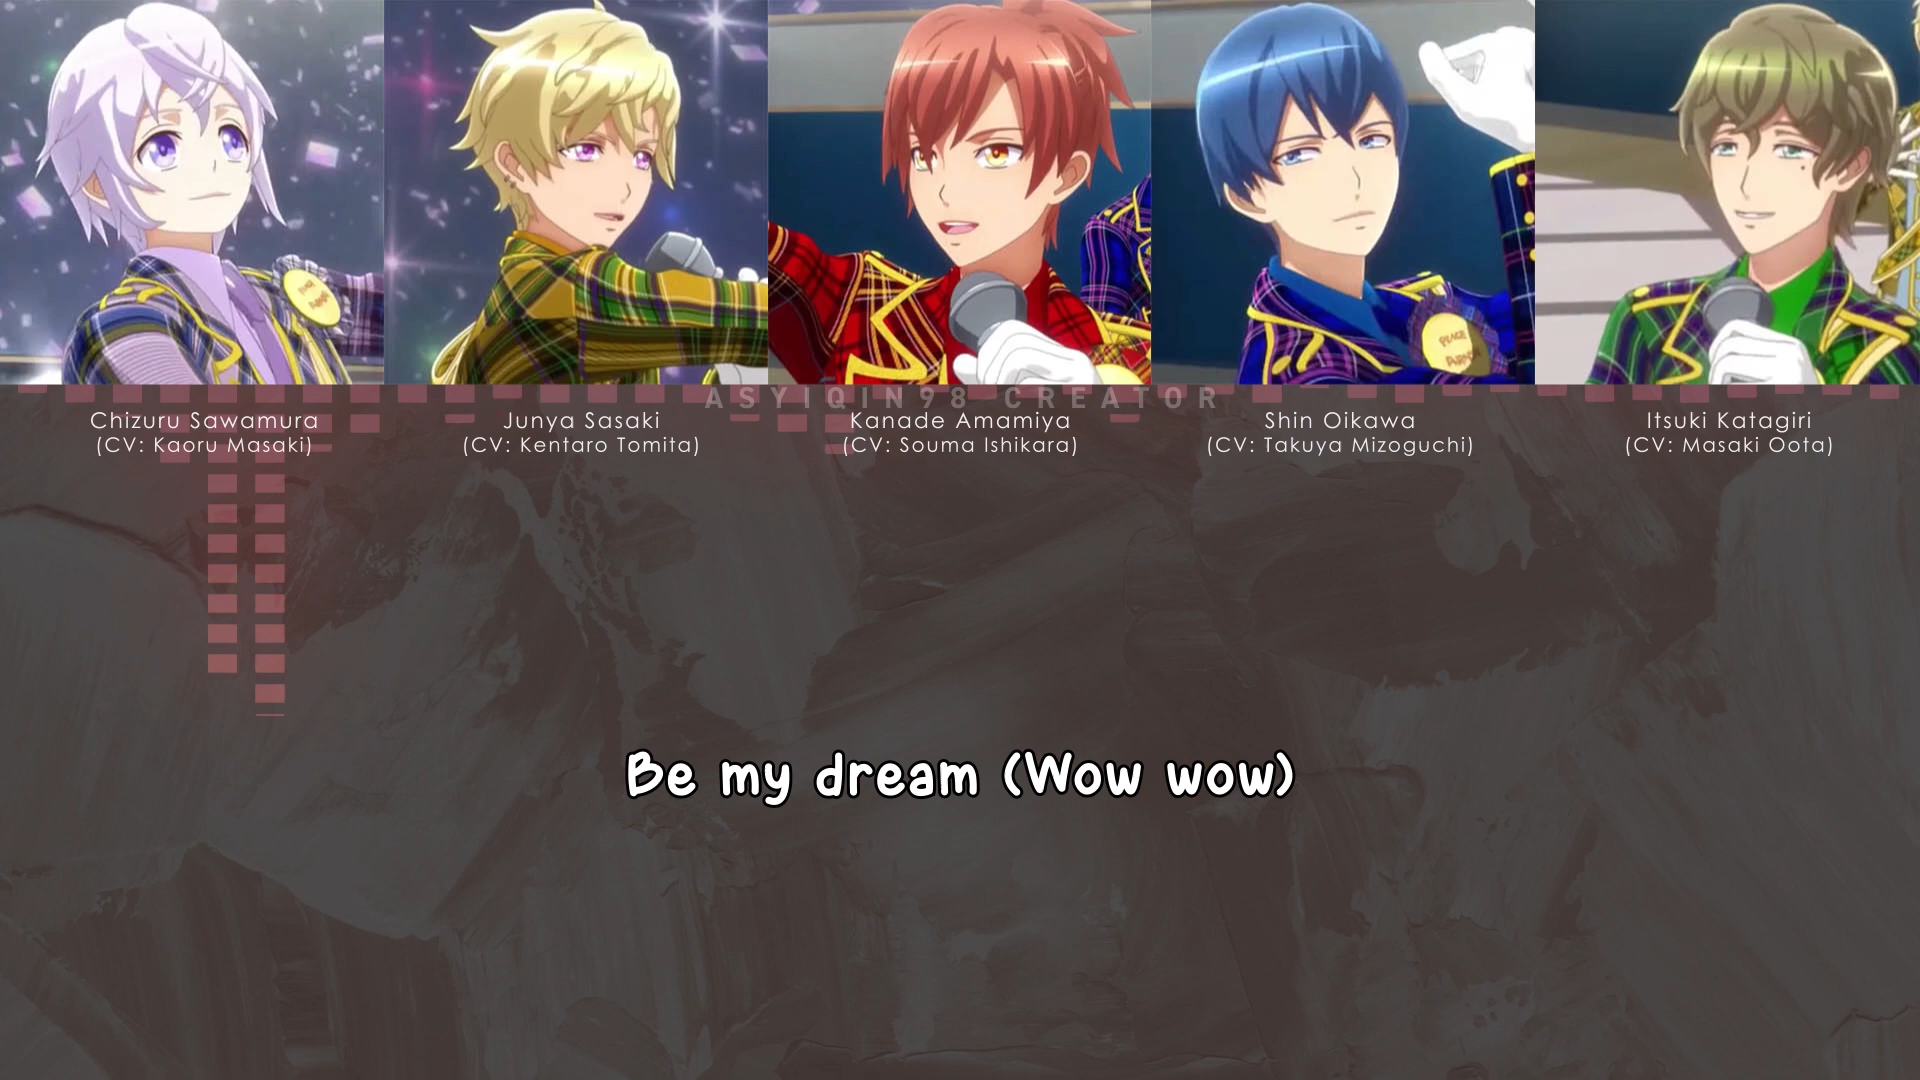 ASYIQIN98 CREATOR
Chizuru Sawamura
(CV: Kaoru Masaki)
Junya Sasaki
(CV: Kentaro Tomita)
Kanade Amamiya
(CV: Souma Ishikara)
Shin Oikawa
(CV: Takuya Mizoguchi)
Itsuki Katagiri
(CV: Masaki Oota)
Be my dream (Wow wow)